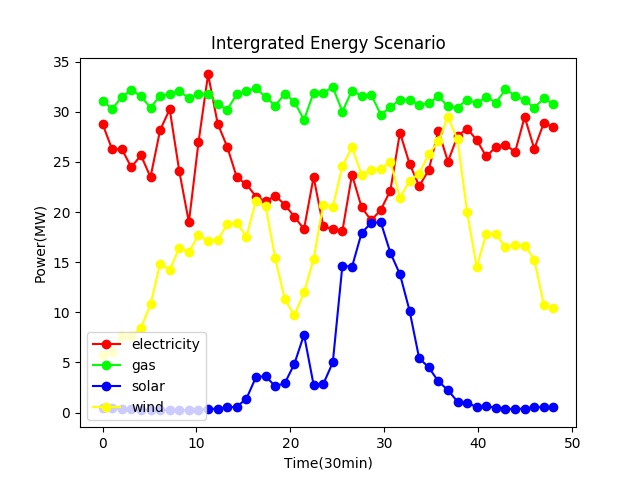 Intergrated Energy Scenario
Power(MW)
35
30
25
20
15
10
5
0
electricity
gas
solar
wind
0 10 20 30 40 50
Time(30min)